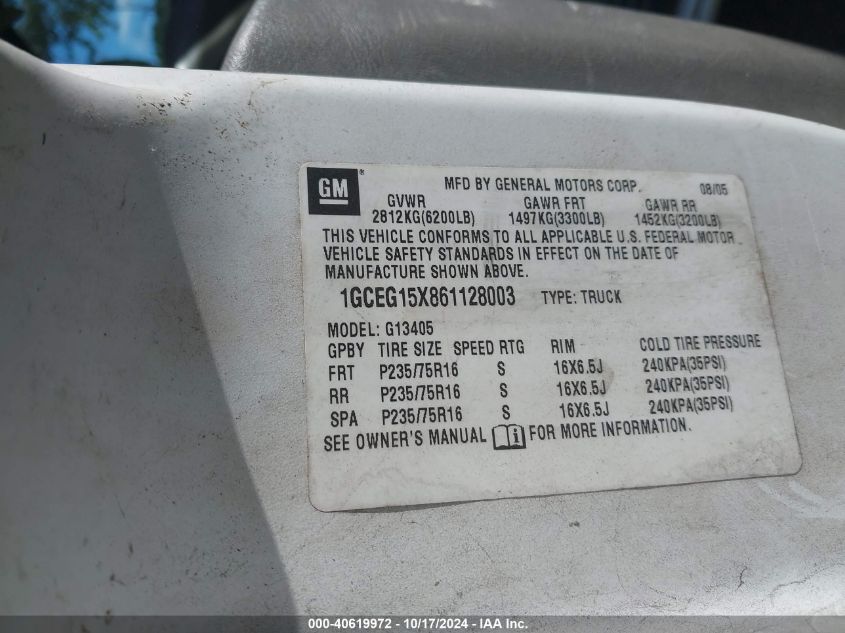 GM ® MFD BY GENERAL MOTORS CORP. 08/05
GVWR GAWR FRT GAWR RR
2812KG(6200LB) 1497KG(3300LB) 1452KG(3200LB)
THIS VEHICLE CONFORMS TO ALL APPLICABLE U.S. FEDERAL MOTOR
VEHICLE SAFETY STANDARDS IN EFFECT ON THE DATE OF
MANUFACTURE SHOWN ABOVE.
1GCEG15X861128003 TYPE: TRUCK
MODEL: G13405
GPBY TIRE SIZE SPEED RTG RIM COLD TIRE PRESSURE
FRT P235/75R16 S 16X6.5J 240KPA(35PSI)
RR P235/75R16 S 16X6.5J 240KPA(35PSI)
SPA P235/75R16 S 16X6.5J 240KPA(35PSI)
SEE OWNER'S MANUAL i FOR MORE INFORMATION.
000-40619972 - 10/17/2024 - IAA Inc.